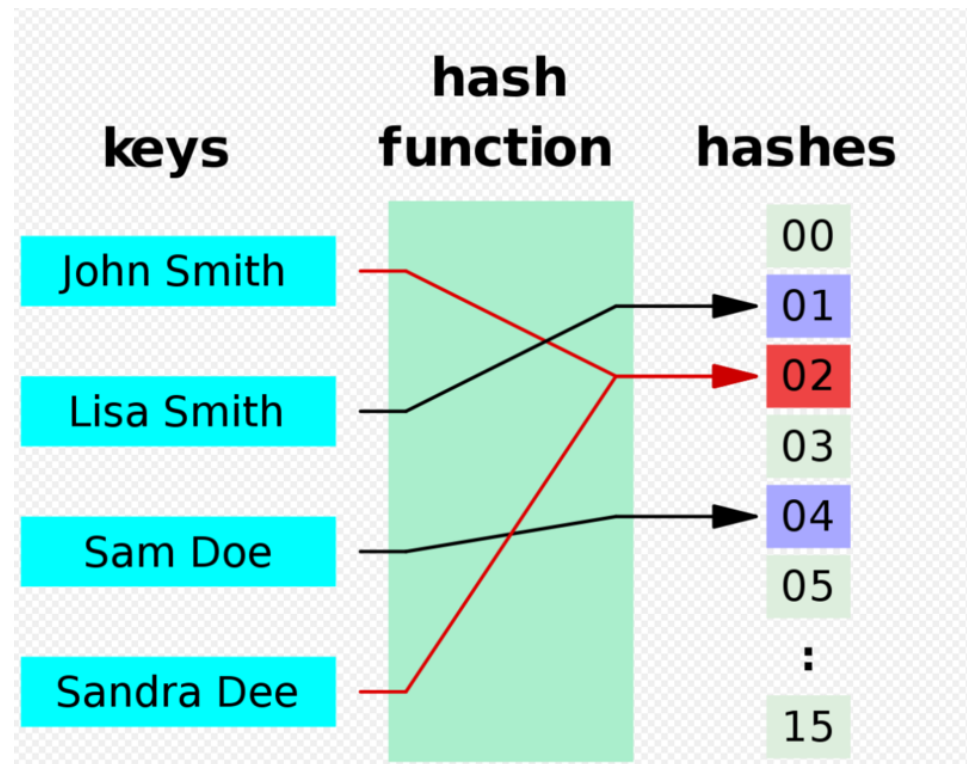 keys
hash
function
hashes
John Smith
Lisa Smith
Sam Doe
Sandra Dee
00
01
02
03
04
05
:
15